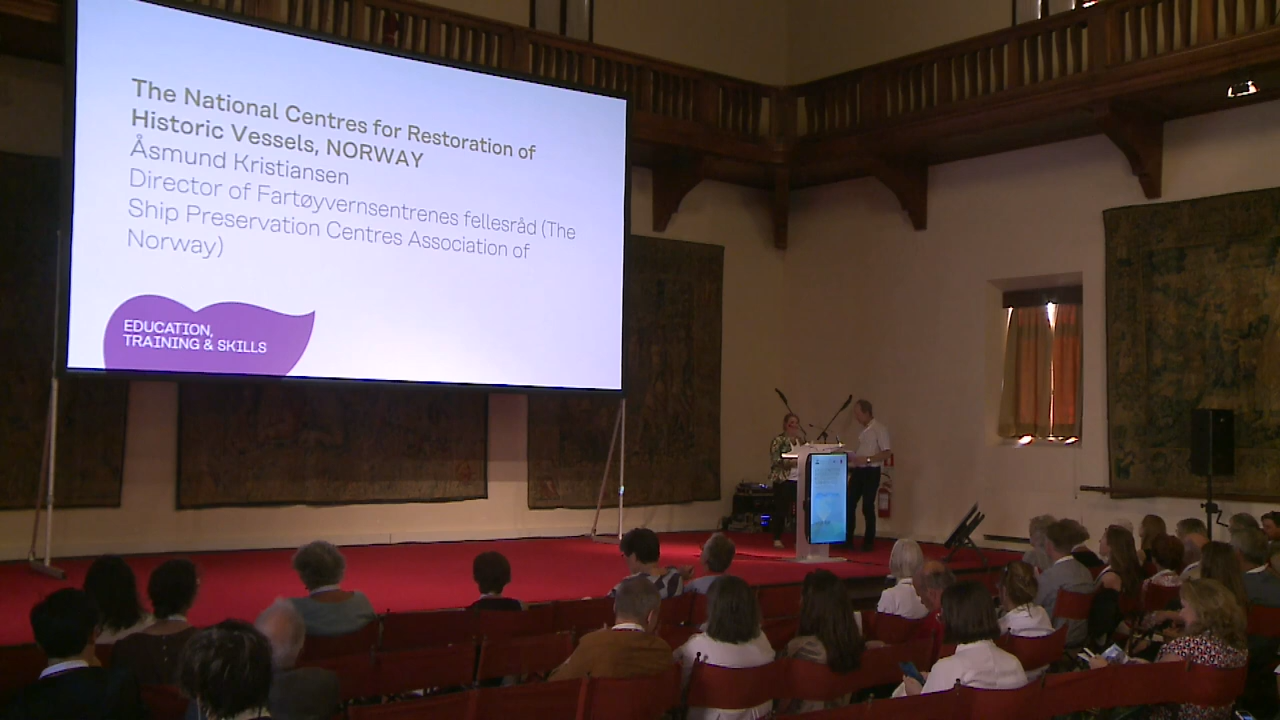 The National Centres for Restoration of
Historic Vessels, NORWAY
Åsmund Kristiansen
Director of Fartøyvernsentrenes fellesråd (The
Ship Preservation Centres Association of
Norway)
EDUCATION,
TRAINING & SKILLS